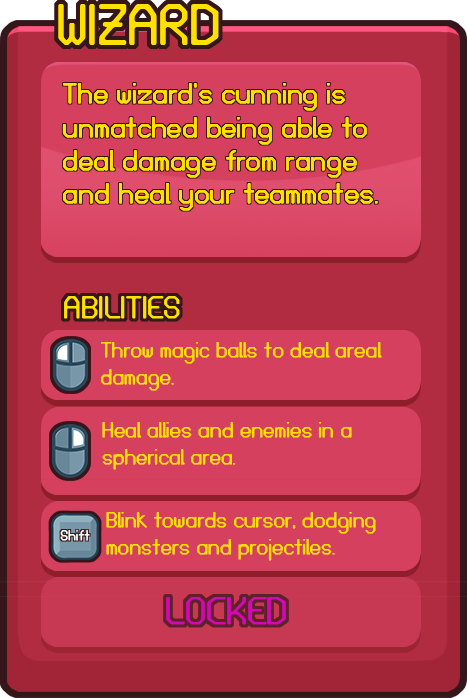 WIZARD
The wizard's cunning is
unmatched being able to
deal damage from range
and heal your teammates.
ABILITIES
Throw magic balls to deal areal
damage.
Heal allies and enemies in a
spherical area.
Shift
Blink towards cursor, dodging
monsters and projectiles.
LOCKED